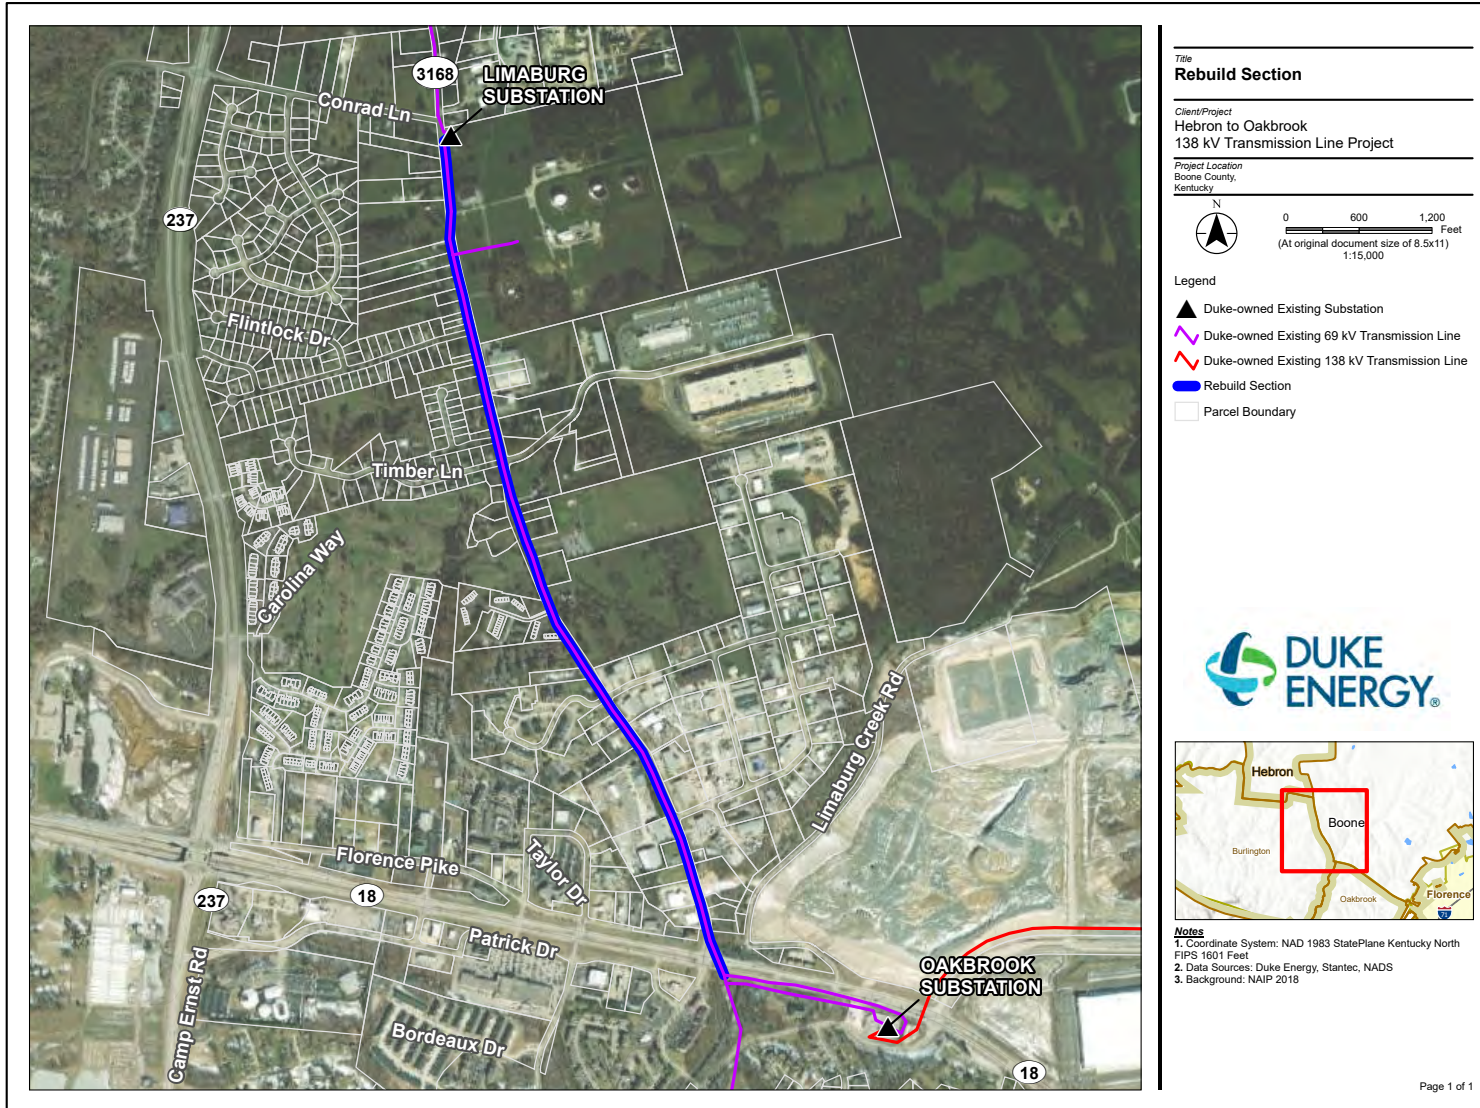 3168
LIMABURG
SUBSTATION
Conrad Ln
237
Flintlock Dr
Timber Ln
Carolina Way
Limaburg Creek Rd
Florence Pike
Taylor Dr
18
237
Patrick Dr
Camp Ernst Rd
Bordeaux Dr
OAKBROOK
SUBSTATION
18
Title
Rebuild Section
Client/Project
Hebron to Oakbrook
138 kV Transmission Line Project
Project Location
Boone County,
Kentucky
N
0 600 1,200
Feet
(At original document size of 8.5x11)
1:15,000
Legend
Duke-owned Existing Substation
Duke-owned Existing 69 kV Transmission Line
Duke-owned Existing 138 kV Transmission Line
Rebuild Section
Parcel Boundary
DUKE
ENERGY®
Hebron
Boone
Burlington
Oakbrook
Florence
71
Notes
1. Coordinate System: NAD 1983 StatePlane Kentucky North
FIPS 1601 Feet
2. Data Sources: Duke Energy, Stantec, NADS
3. Background: NAIP 2018
Page 1 of 1